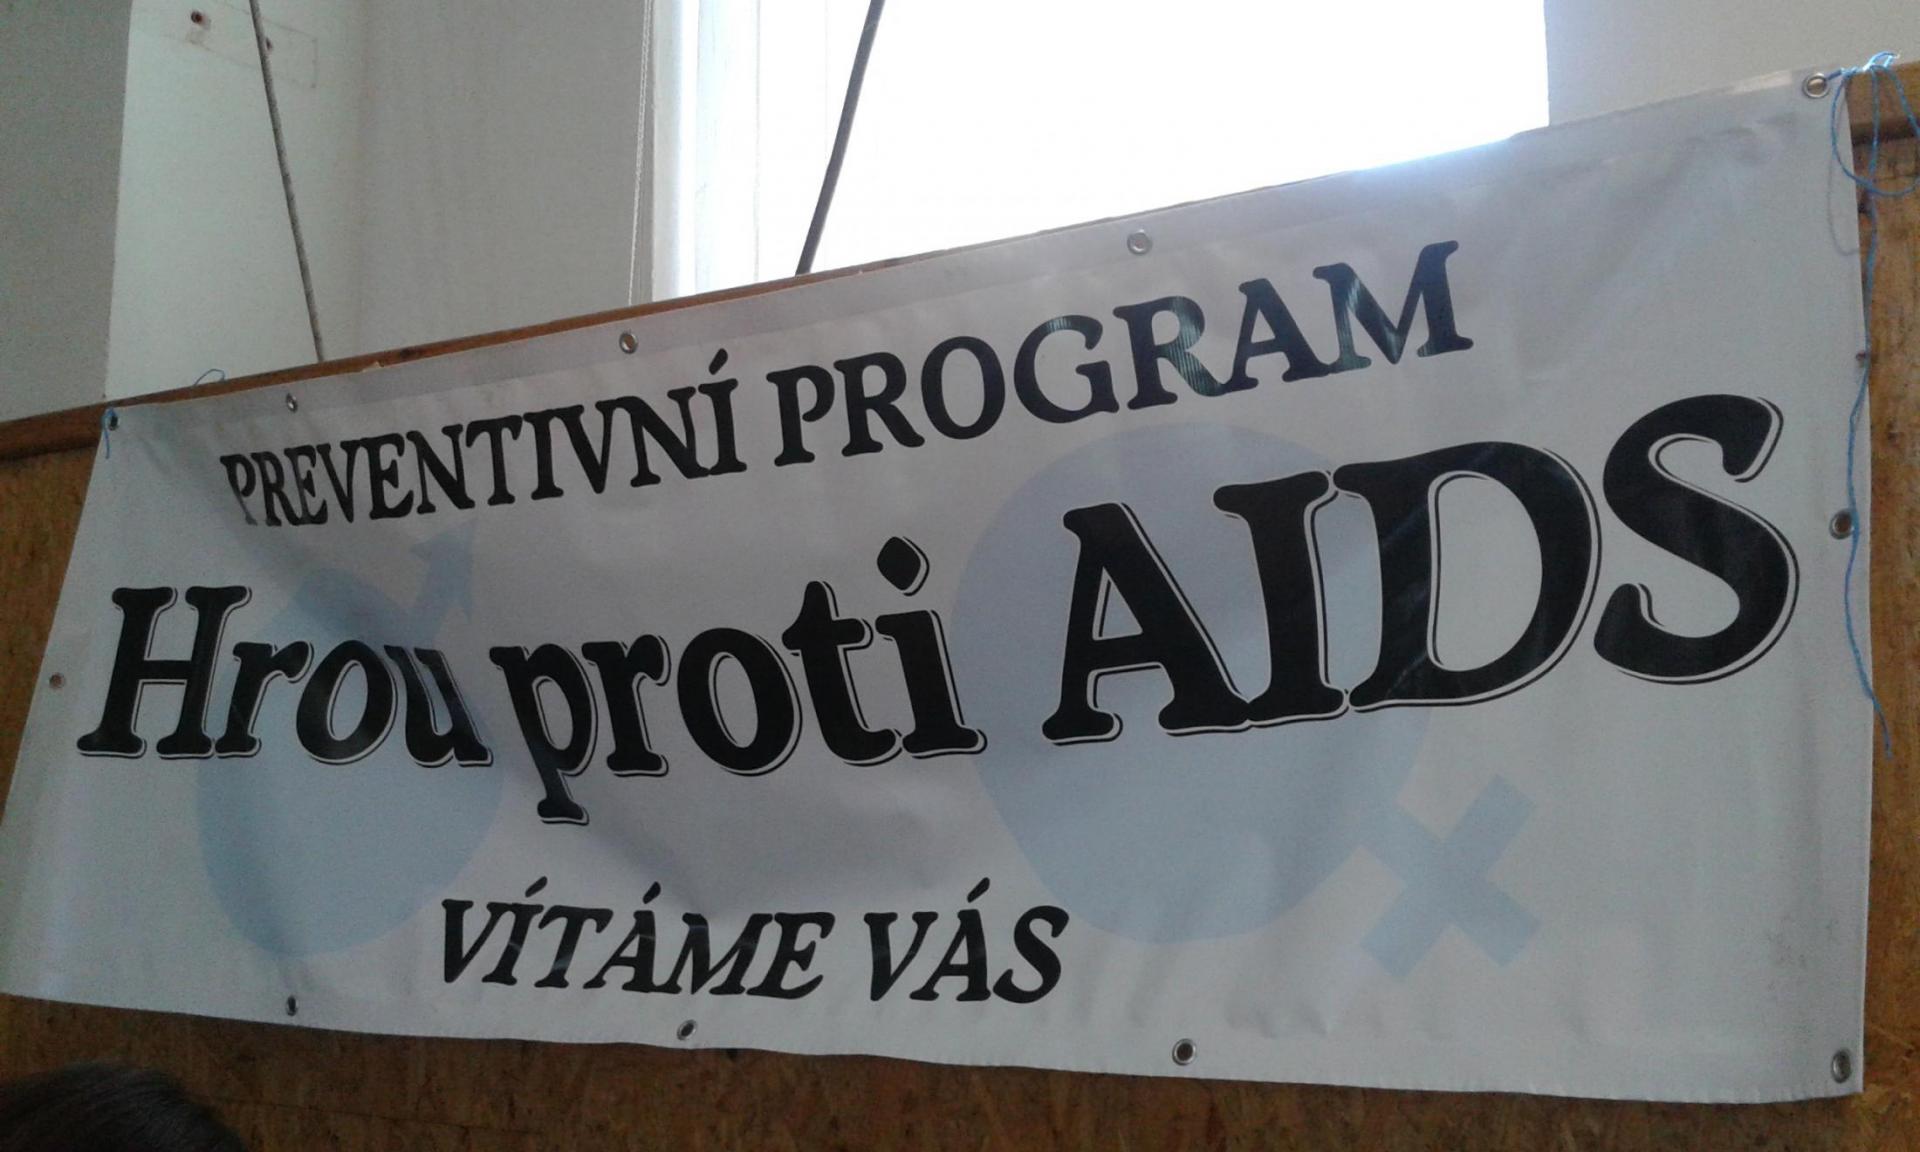 PREVENTIVNÍ PROGRAM
Hrou proti AIDS
VÍTÁME VÁS